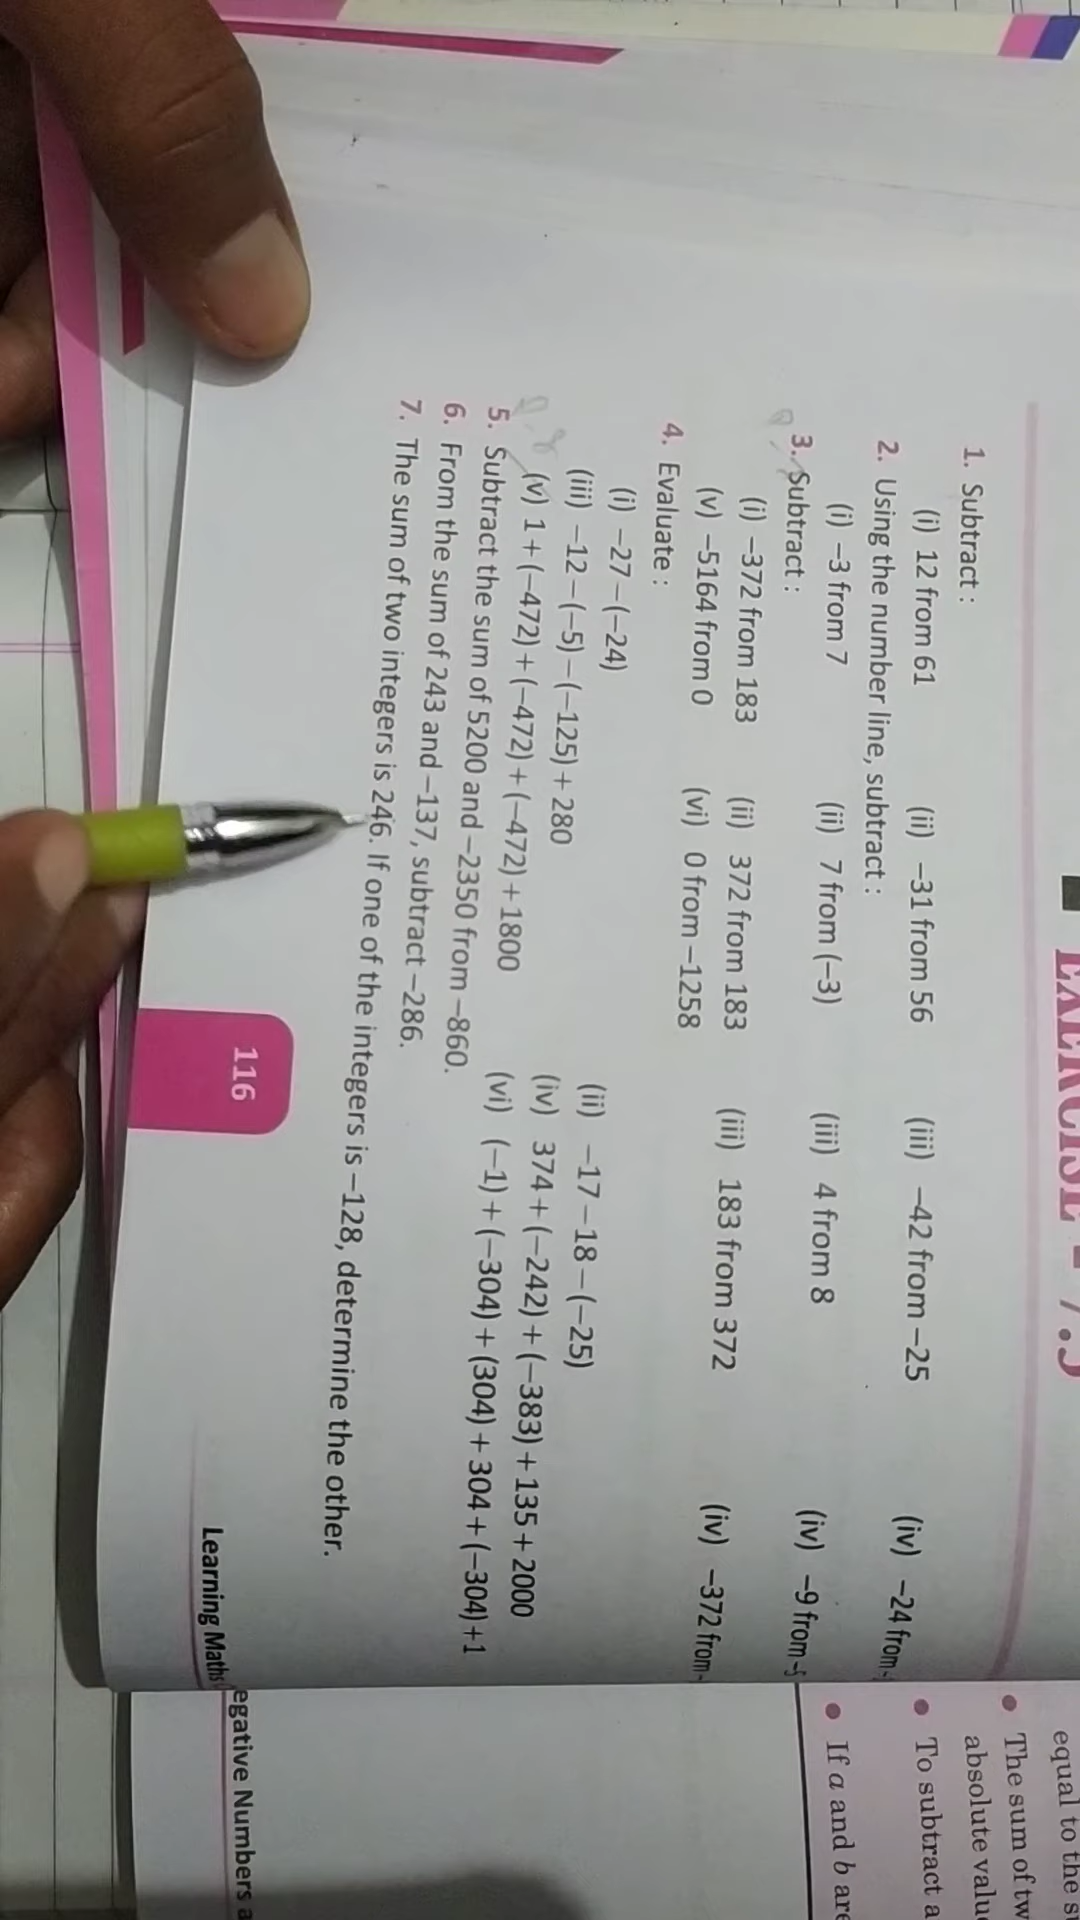 EXERCISE - 7.3
1. Subtract :
(i) 12 from 61 (ii) –31 from 56 (iii) –42 from –25 (iv) –24 from
2. Using the number line, subtract :
(i) –3 from 7 (ii) 7 from (–3) (iii) 4 from 8 (iv) –9 from
3. Subtract :
(i) –372 from 183 (ii) 372 from 183 (iii) 183 from 372 (iv) –372 from
(v) –5164 from 0 (vi) 0 from –1258
4. Evaluate :
(i) –27 – (–24) (ii) –17 – 18 – (–25)
(iii) –12 – (–5) – (–125) + 280 (iv) 374 + (–242) + (–383) + 135 + 2000
(v) 1 + (–472) + (–472) + (–472) + 1800 (vi) (–1) + (–304) + (304) + 304 + (–304) +1
5. Subtract the sum of 5200 and –2350 from –860.
6. From the sum of 243 and –137, subtract –286.
7. The sum of two integers is 246. If one of the integers is –128, determine the other.
116
Learning Maths
equal to the
• The sum of tw
absolute valu
• To subtract a
• If a and b are
egative Numbers a